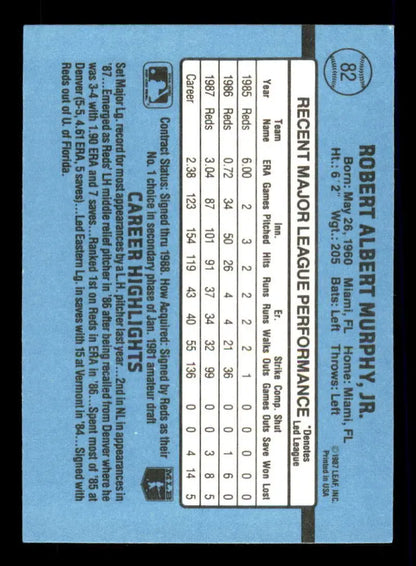 82
ROBERT ALBERT MURPHY, JR.
Born: May 26, 1960 Miami, FL Home: Miami, FL
Ht.: 6'2" Wgt.: 205 Bats: Left Throws: Left
©1987 LEAF, INC.
Printed in USA
RECENT MAJOR LEAGUE PERFORMANCE
*Denotes
Led League
Team Inn. Er. Strike Comp. Shut
Year Name ERA Games Pitched Hits Runs Runs Walks Outs Games Outs Save Won Lost
1985 Reds 6.00 2 3 2 2 2 2 1 0 0 0 0 0
1986 Reds 0.72 34 50 26 4 4 21 36 0 0 1 6 0
1987 Reds 3.04 87 101 91 37 34 32 99 0 0 3 8 5
Career 2.38 123 154 119 43 40 55 136 0 0 4 14 5
Contract Status: Signed thru 1988. How Acquired: Signed by Reds as their
No. 1 choice in secondary phase of Jan. 1981 amateur draft
CAREER HIGHLIGHTS
MLB
Set Major Lg. record for most appearances by a L.H. pitcher last year...2nd in NL in appearances in
'87...Emerged as Reds' LH middle relief pitcher in '86 after being recalled from Denver where he
was 3-4 with 1.90 ERA and 7 saves...Ranked 1st on Reds in ERA in '86...Spent most of '85 at
Denver (5-5, 4.61 ERA, 5 saves)...Led Eastern Lg. in saves with 15 at Vermont in '84...Signed with
Reds out of U. of Florida.